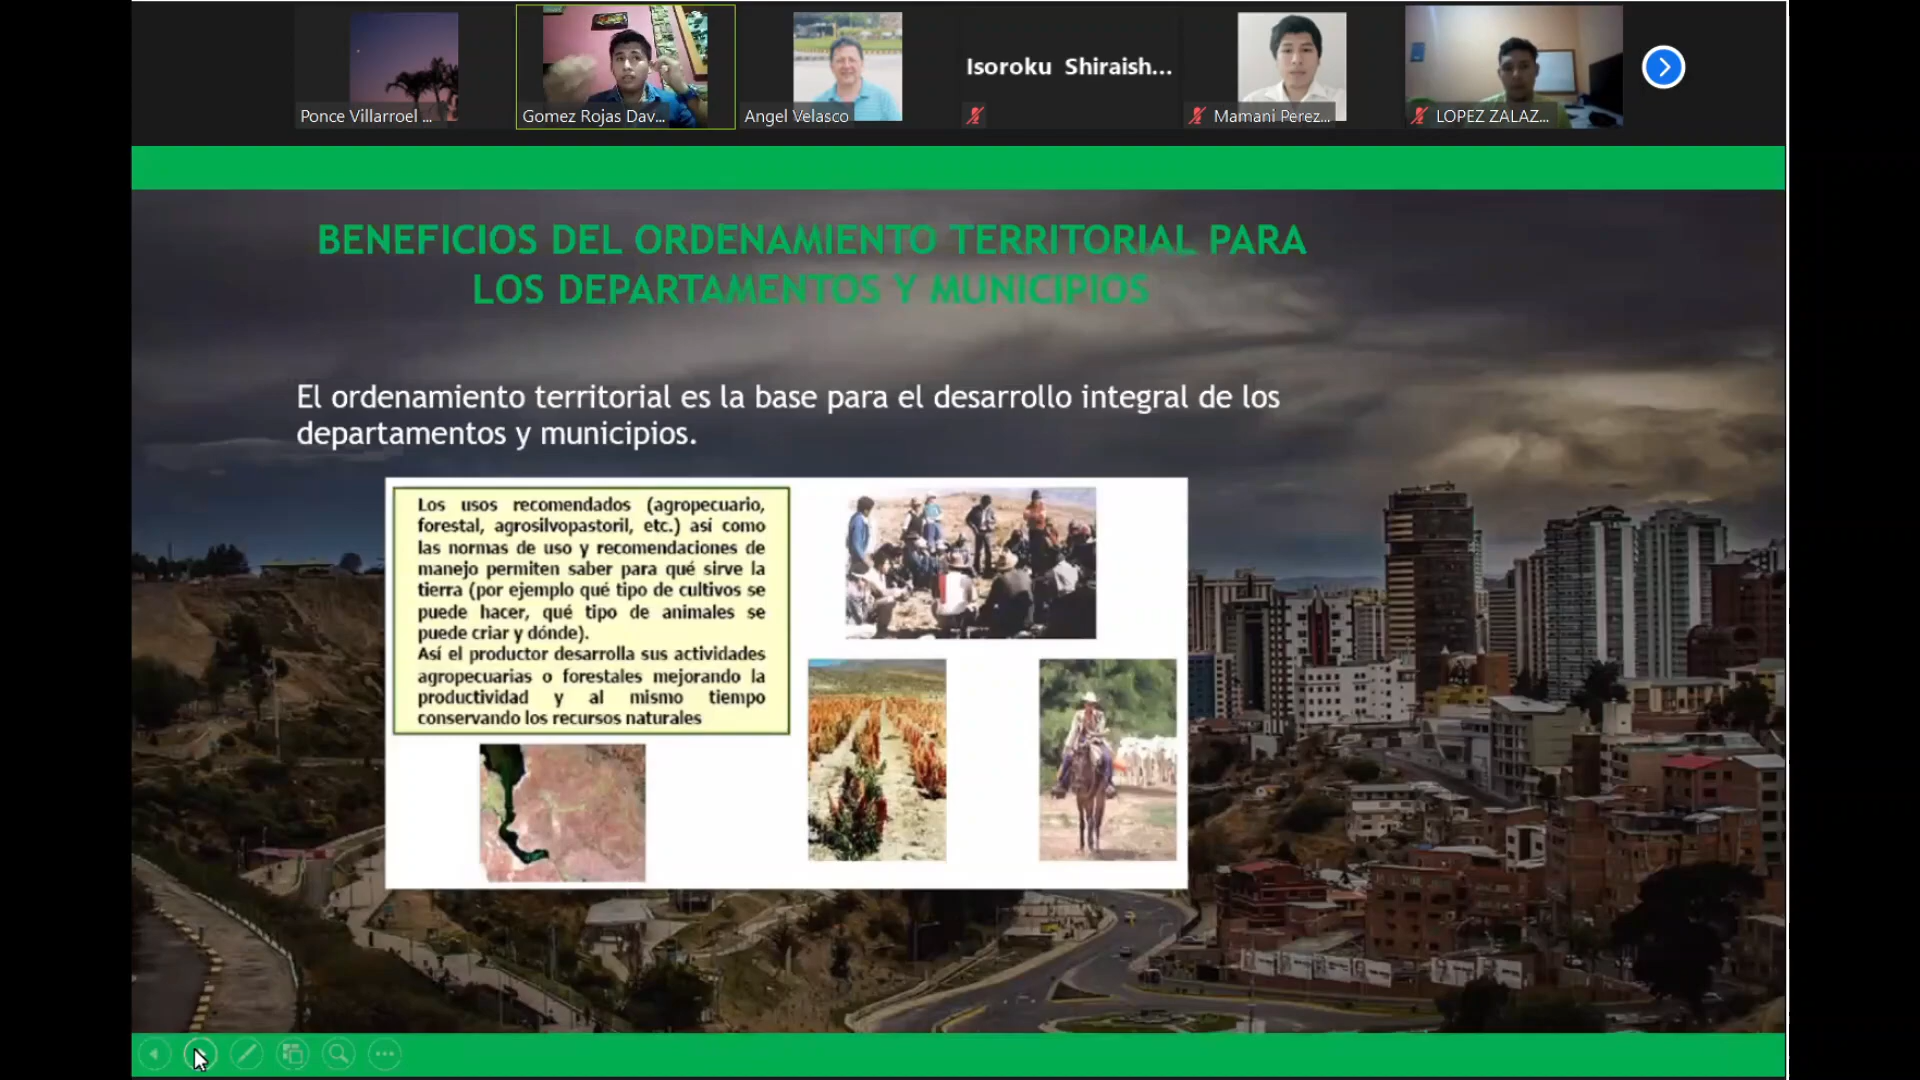 Isoroku Shiraish...
Ponce Villarroel ...
Gomez Rojas Dav...
Angel Velasco
Mamani Perez...
LOPEZ ZALAZ...
BENEFICIOS DEL ORDENAMIENTO TERRITORIAL PARA
LOS DEPARTAMENTOS Y MUNICIPIOS
El ordenamiento territorial es la base para el desarrollo integral de los
departamentos y municipios.
Los usos recomendados (agropecuario,
forestal, agrosilvopastoril, etc.) así como
las normas de uso y recomendaciones de
manejo permiten saber para qué sirve la
tierra (por ejemplo qué tipo de cultivos se
puede hacer, qué tipo de animales se
puede criar y dónde).
Así el productor desarrolla sus actividades
agropecuarias o forestales mejorando la
productividad y al mismo tiempo
conservando los recursos naturales